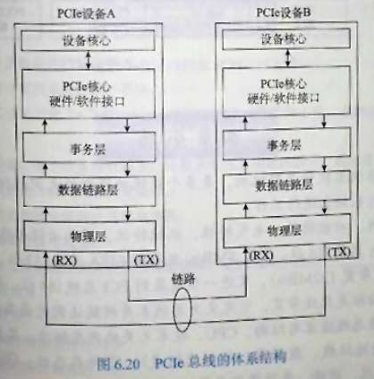 PCIe设备A
PCIe设备B
设备核心
设备核心
PCIe核心
硬件/软件接口
PCIe核心
硬件/软件接口
事务层
事务层
数据链路层
数据链路层
物理层
物理层
(RX)
(TX)
(RX)
(TX)
链路
图 6.20 PCIe 总线的体系结构